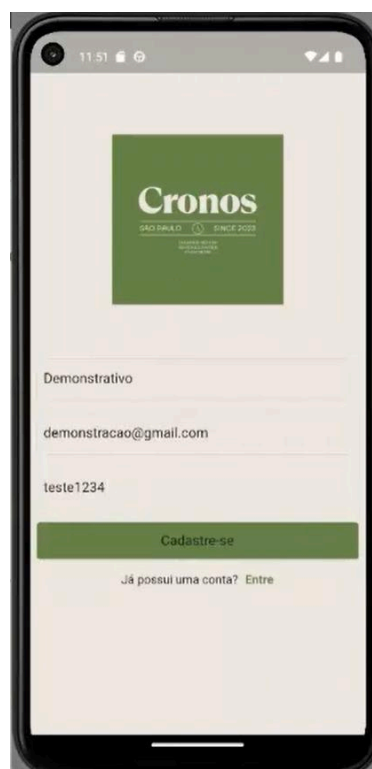 11:51
Cronos
SÃO PAULO SINCE 2023
Demonstrativo
demonstracao@gmail.com
teste1234
Cadastre-se
Já possui uma conta? Entre